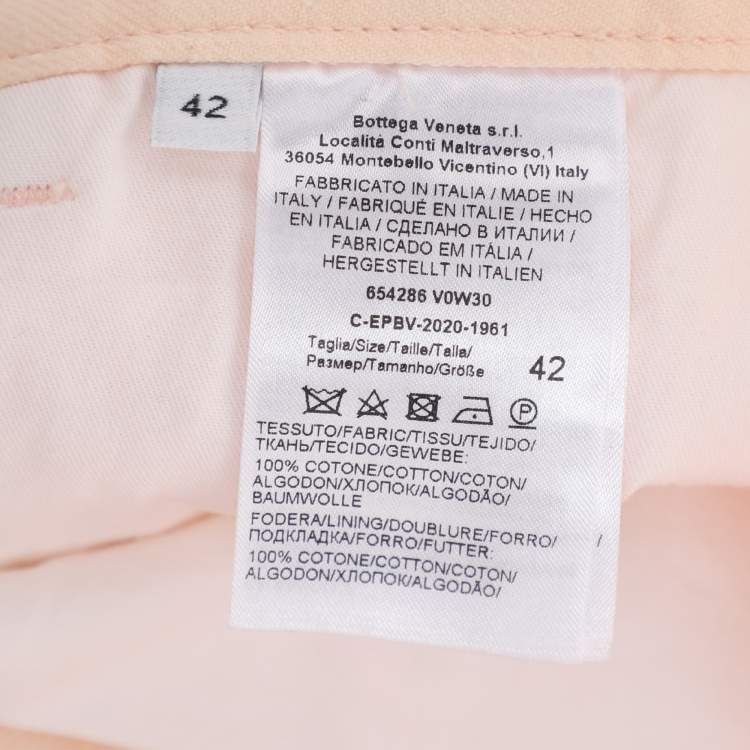 42
Bottega Veneta s.r.l.
Località Conti Maltraverso,1
36054 Montebello Vicentino (VI) Italy
FABBRICATO IN ITALIA / MADE IN
ITALY / FABRIQUÉ EN ITALIE / HECHO
EN ITALIA / СДЕЛАНО В ИТАЛИИ /
FABRICADO EM ITÁLIA /
HERGESTELLT IN ITALIEN
654286 V0W30
C-EPBV-2020-1961
Taglia/Size/Taille/Talla/
Размер/Tamanho/Größe 42
P
TESSUTO/FABRIC/TISSU/TEJIDO/
ТКАНЬ/TECIDO/GEWEBE:
100% COTONE/COTTON/COTON/
ALGODON/ХЛОПОК/ALGODÃO/
BAUMWOLLE
FODERA/LINING/DOUBLURE/FORRO/ /
ПОДКЛАДКА/FORRO/FUTTER:
100% COTONE/COTTON/COTON/
ALGODON/ХЛОПОК/ALGODÃO/